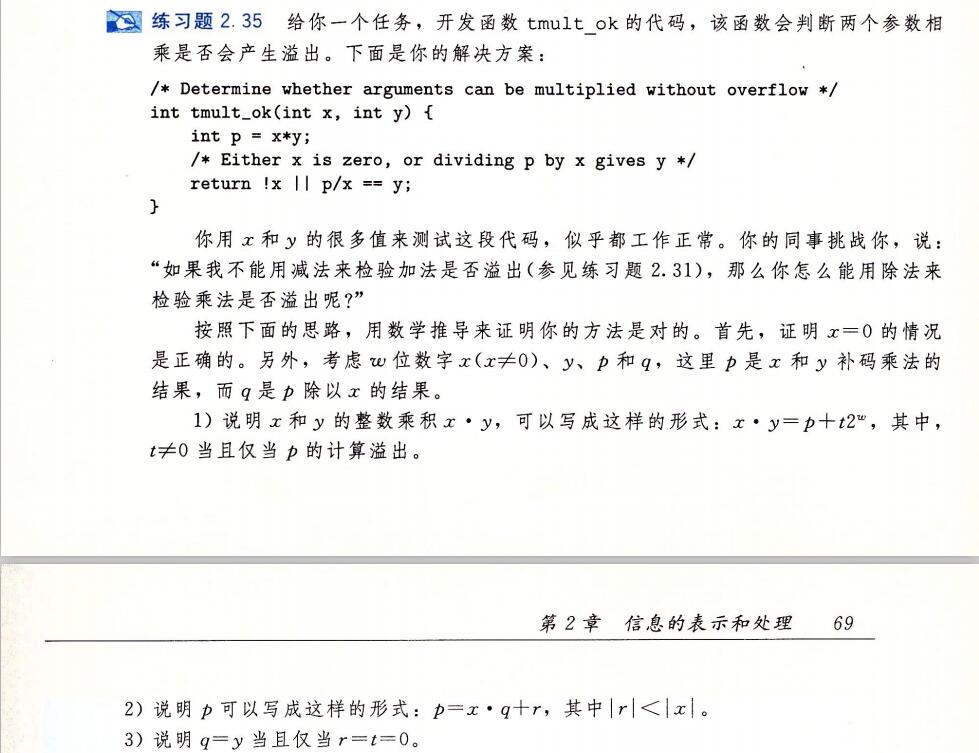 练习题 2.35 给你一个任务，开发函数 tmult_ok 的代码，该函数会判断两个参数相
乘是否会产生溢出。下面是你的解决方案：
/* Determine whether arguments can be multiplied without overflow */
int tmult_ok(int x, int y) {
    int p = x*y;
    /* Either x is zero, or dividing p by x gives y */
    return !x || p/x == y;
}
你用 x 和 y 的很多值来测试这段代码，似乎都工作正常。你的同事挑战你，说：
“如果我不能用减法来检验加法是否溢出(参见练习题 2.31)，那么你怎么能用除法来
检验乘法是否溢出呢?”
按照下面的思路，用数学推导来证明你的方法是对的。首先，证明 x=0 的情况
是正确的。另外，考虑 w 位数字 x(x≠0)、y、p 和 q，这里 p 是 x 和 y 补码乘法的
结果，而 q 是 p 除以 x 的结果。
1) 说明 x 和 y 的整数乘积 x·y，可以写成这样的形式：x·y=p+t2ʷ，其中，
t≠0 当且仅当 p 的计算溢出。
第 2 章 信息的表示和处理 69
2) 说明 p 可以写成这样的形式：p=x·q+r，其中|r|<|x|。
3) 说明 q=y 当且仅当 r=t=0。